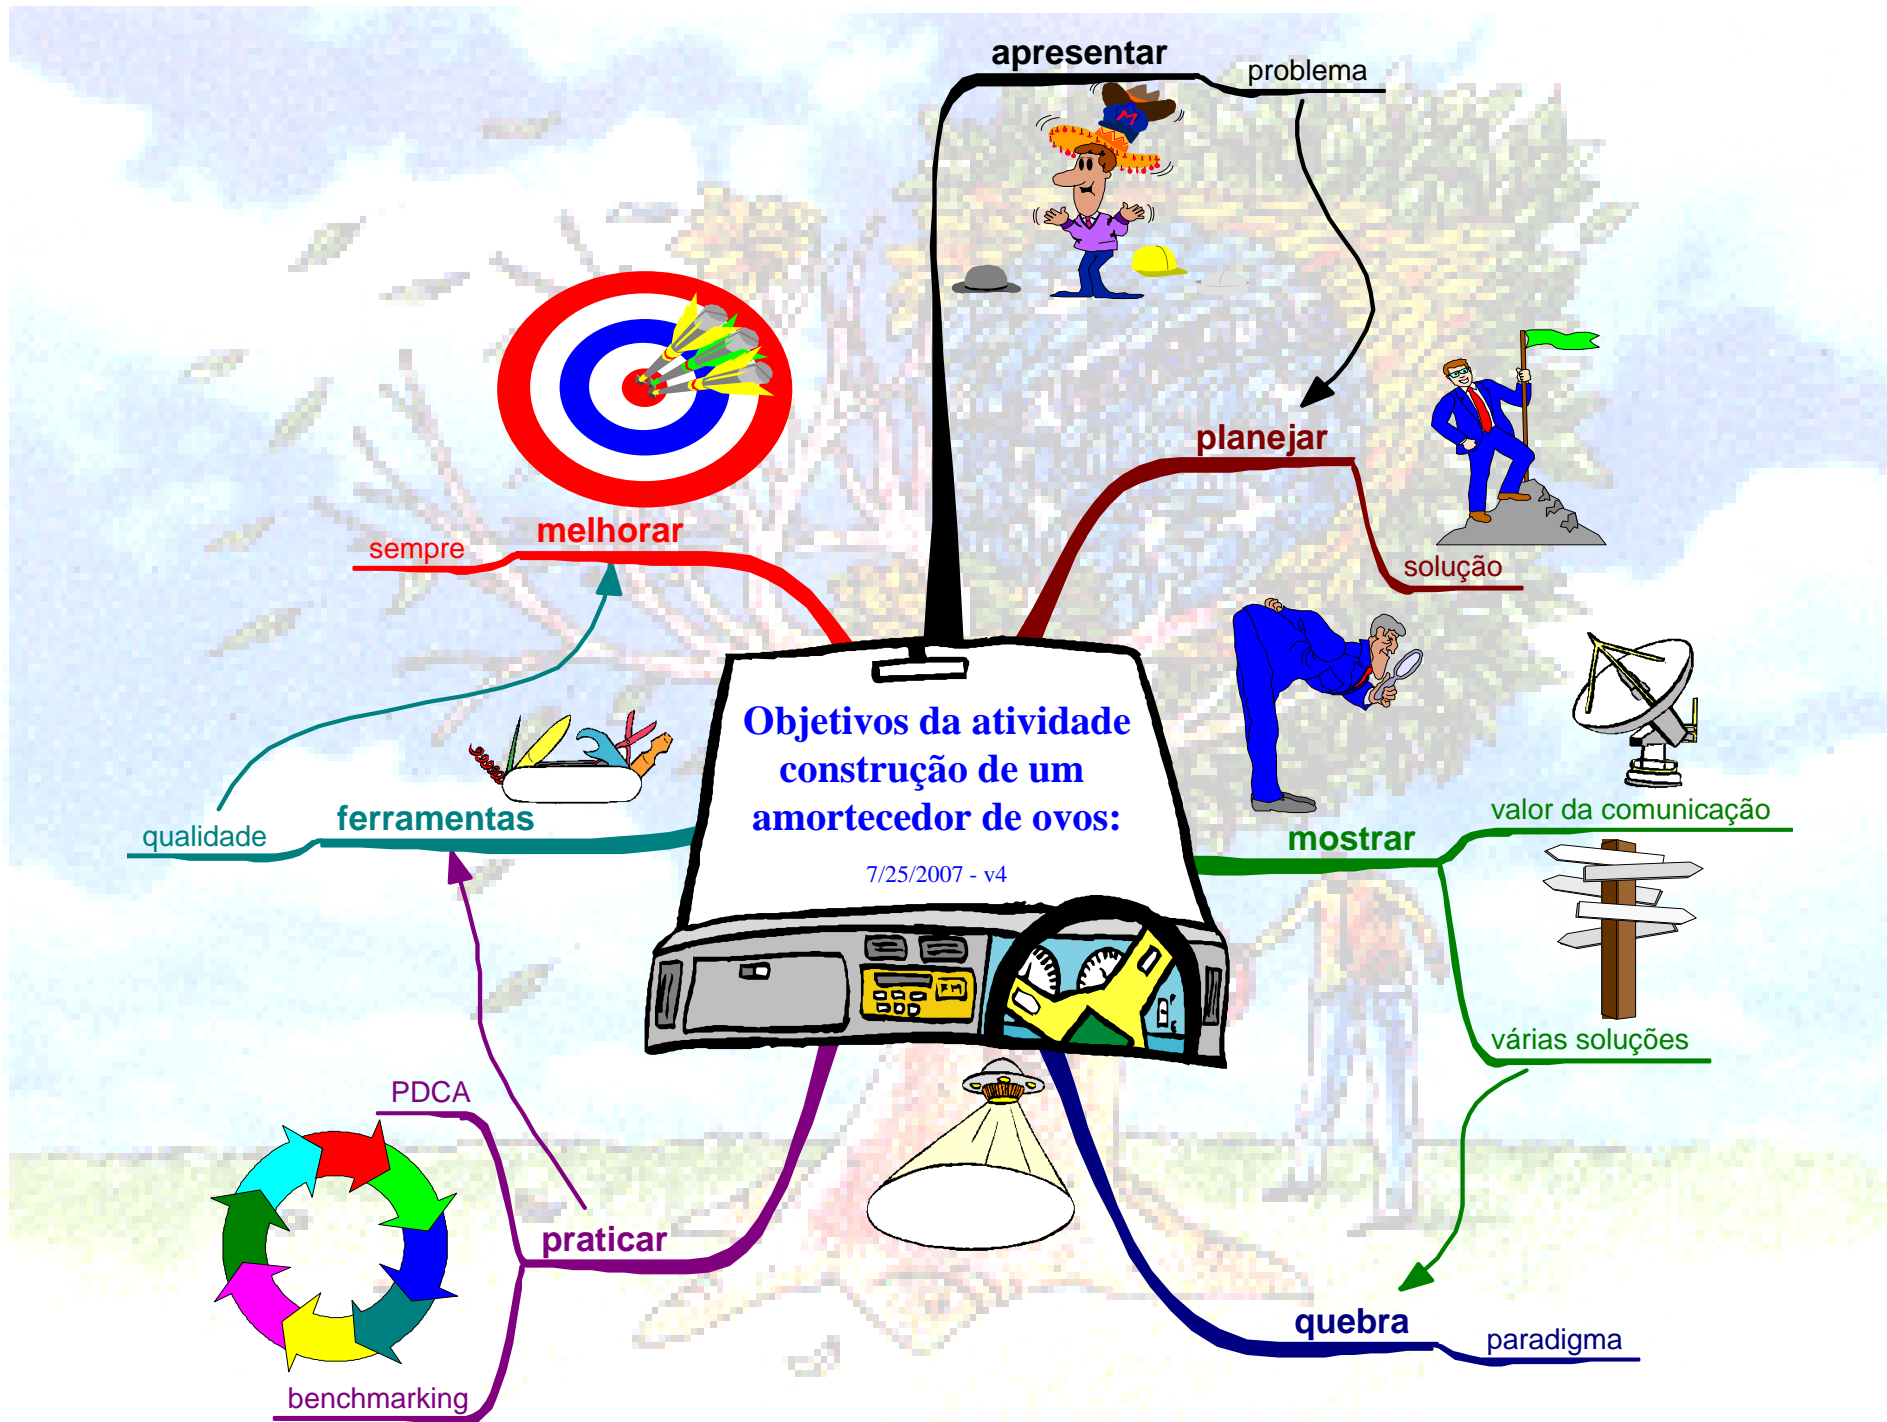 Objetivos da atividade
construção de um
amortecedor de ovos:
7/25/2007 - v4
apresentar
problema
M
planejar
solução
mostrar
valor da comunicação
várias soluções
quebra
paradigma
praticar
PDCA
benchmarking
ferramentas
qualidade
melhorar
sempre
FM